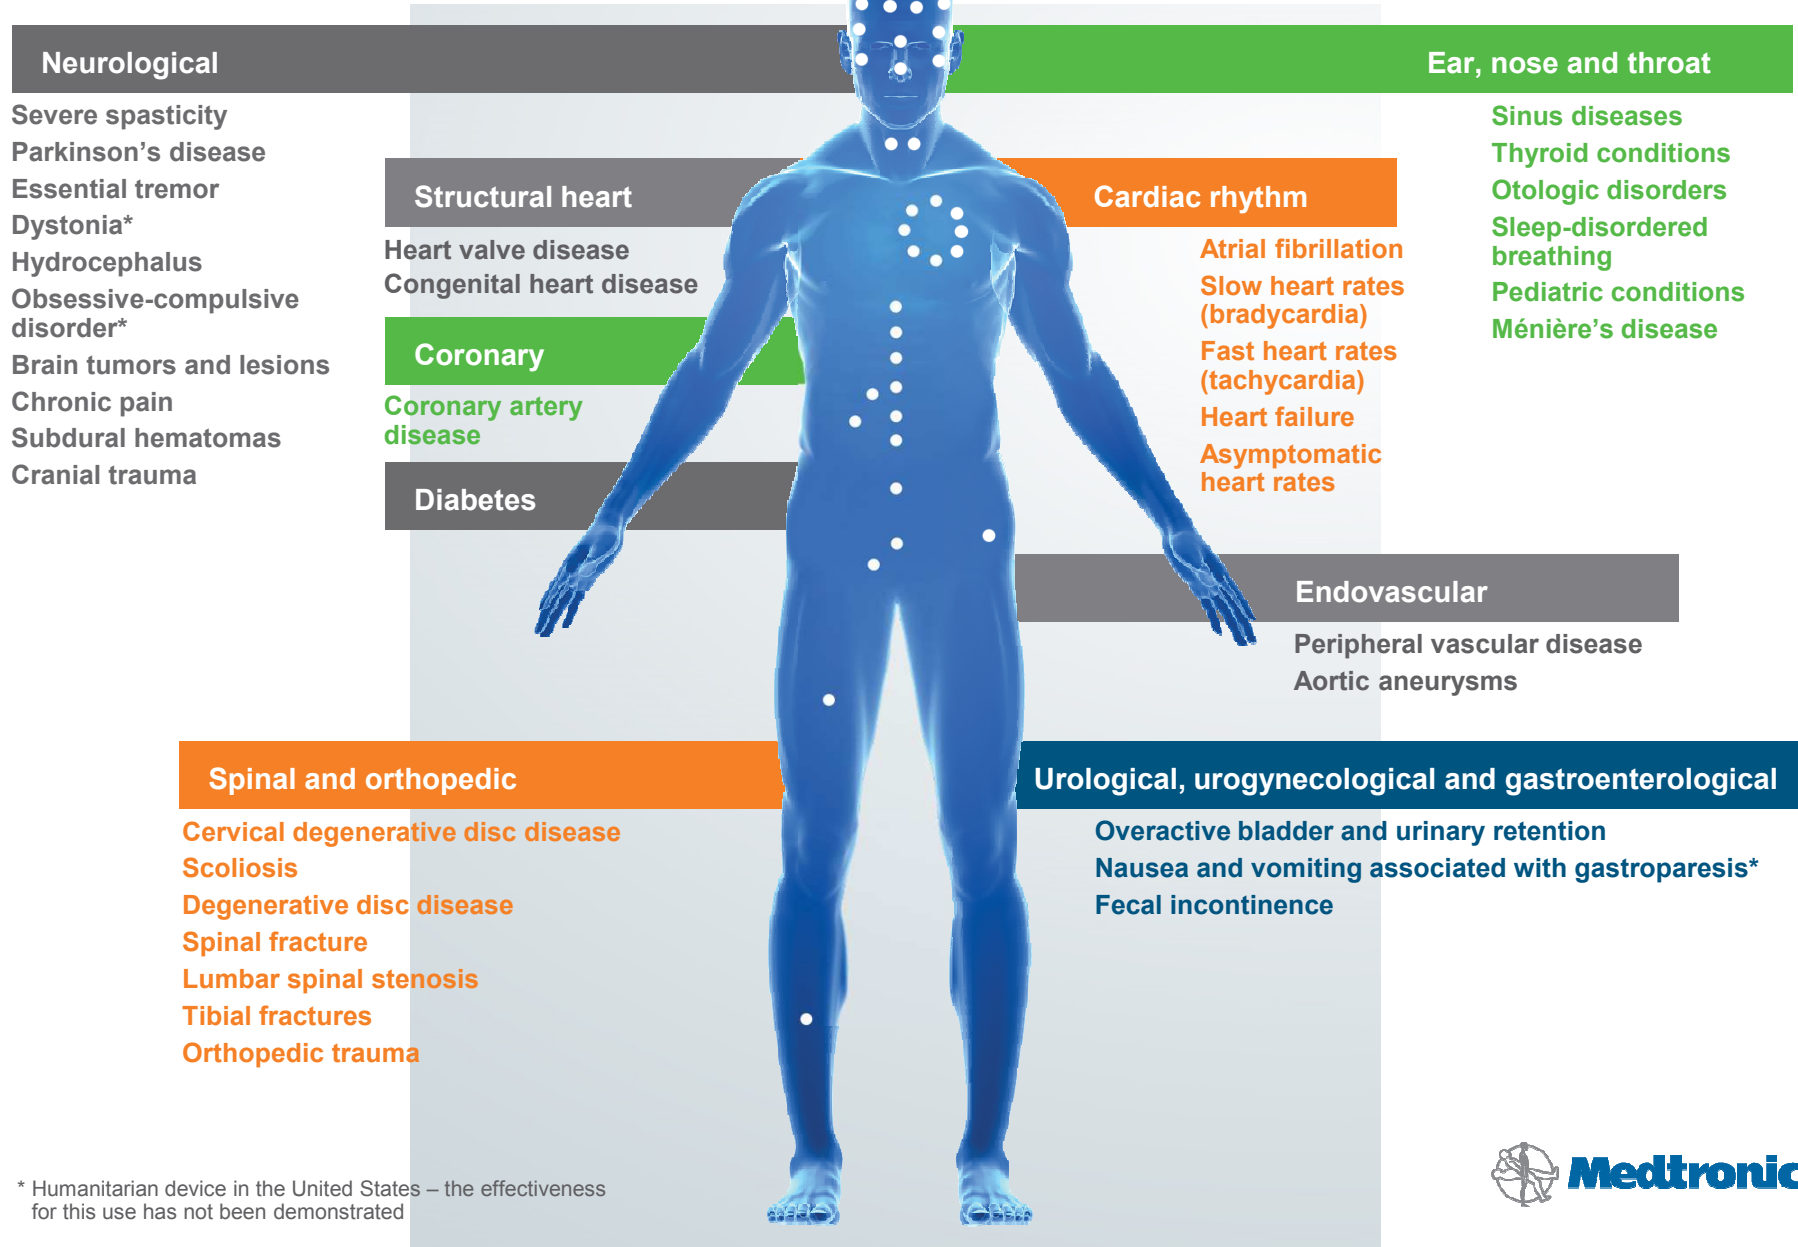 Neurological
Severe spasticity
Parkinson’s disease
Essential tremor
Dystonia*
Hydrocephalus
Obsessive-compulsive
disorder*
Brain tumors and lesions
Chronic pain
Subdural hematomas
Cranial trauma
Structural heart
Heart valve disease
Congenital heart disease
Coronary
Coronary artery
disease
Diabetes
Ear, nose and throat
Sinus diseases
Thyroid conditions
Otologic disorders
Sleep-disordered
breathing
Pediatric conditions
Ménière’s disease
Cardiac rhythm
Atrial fibrillation
Slow heart rates
(bradycardia)
Fast heart rates
(tachycardia)
Heart failure
Asymptomatic
heart rates
Endovascular
Peripheral vascular disease
Aortic aneurysms
Spinal and orthopedic
Cervical degenerative disc disease
Scoliosis
Degenerative disc disease
Spinal fracture
Lumbar spinal stenosis
Tibial fractures
Orthopedic trauma
Urological, urogynecological and gastroenterological
Overactive bladder and urinary retention
Nausea and vomiting associated with gastroparesis*
Fecal incontinence
* Humanitarian device in the United States – the effectiveness
for this use has not been demonstrated
Medtronic